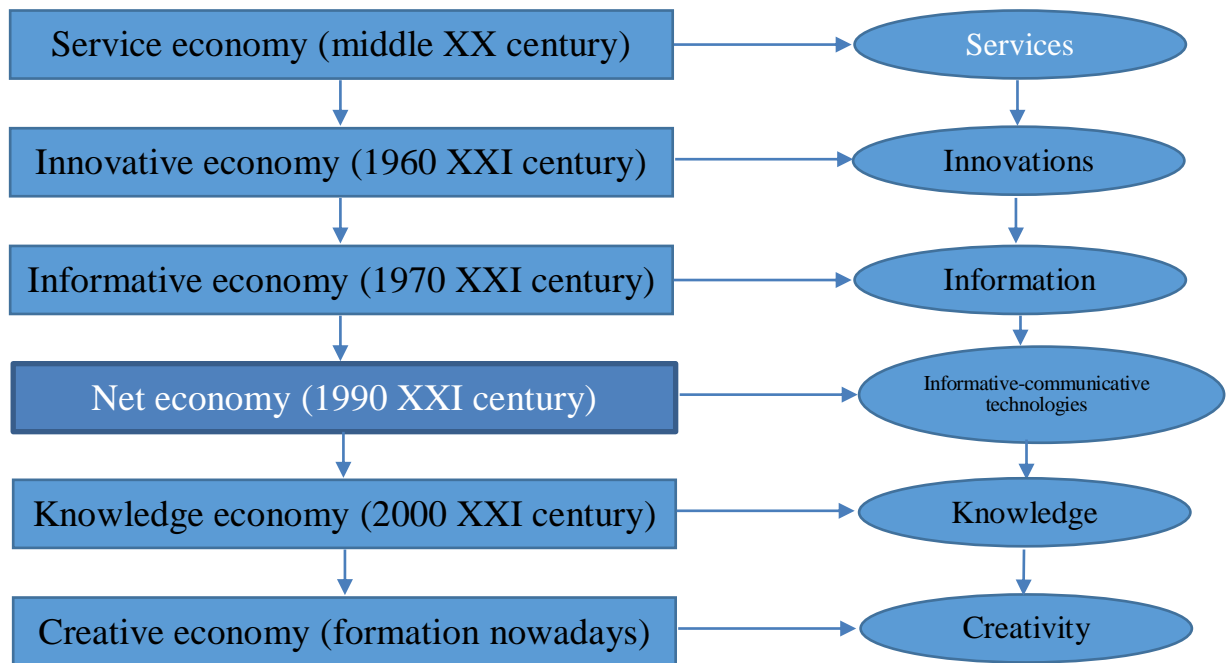 Service economy (middle XX century)
Services
Innovative economy (1960 XXI century)
Innovations
Informative economy (1970 XXI century)
Information
Net economy (1990 XXI century)
Informative-communicative
technologies
Knowledge economy (2000 XXI century)
Knowledge
Creative economy (formation nowadays)
Creativity